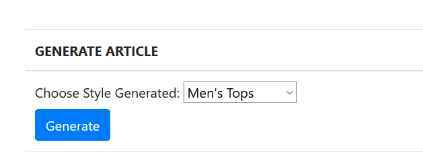 GENERATE ARTICLE
Choose Style Generated: Men's Tops
Generate